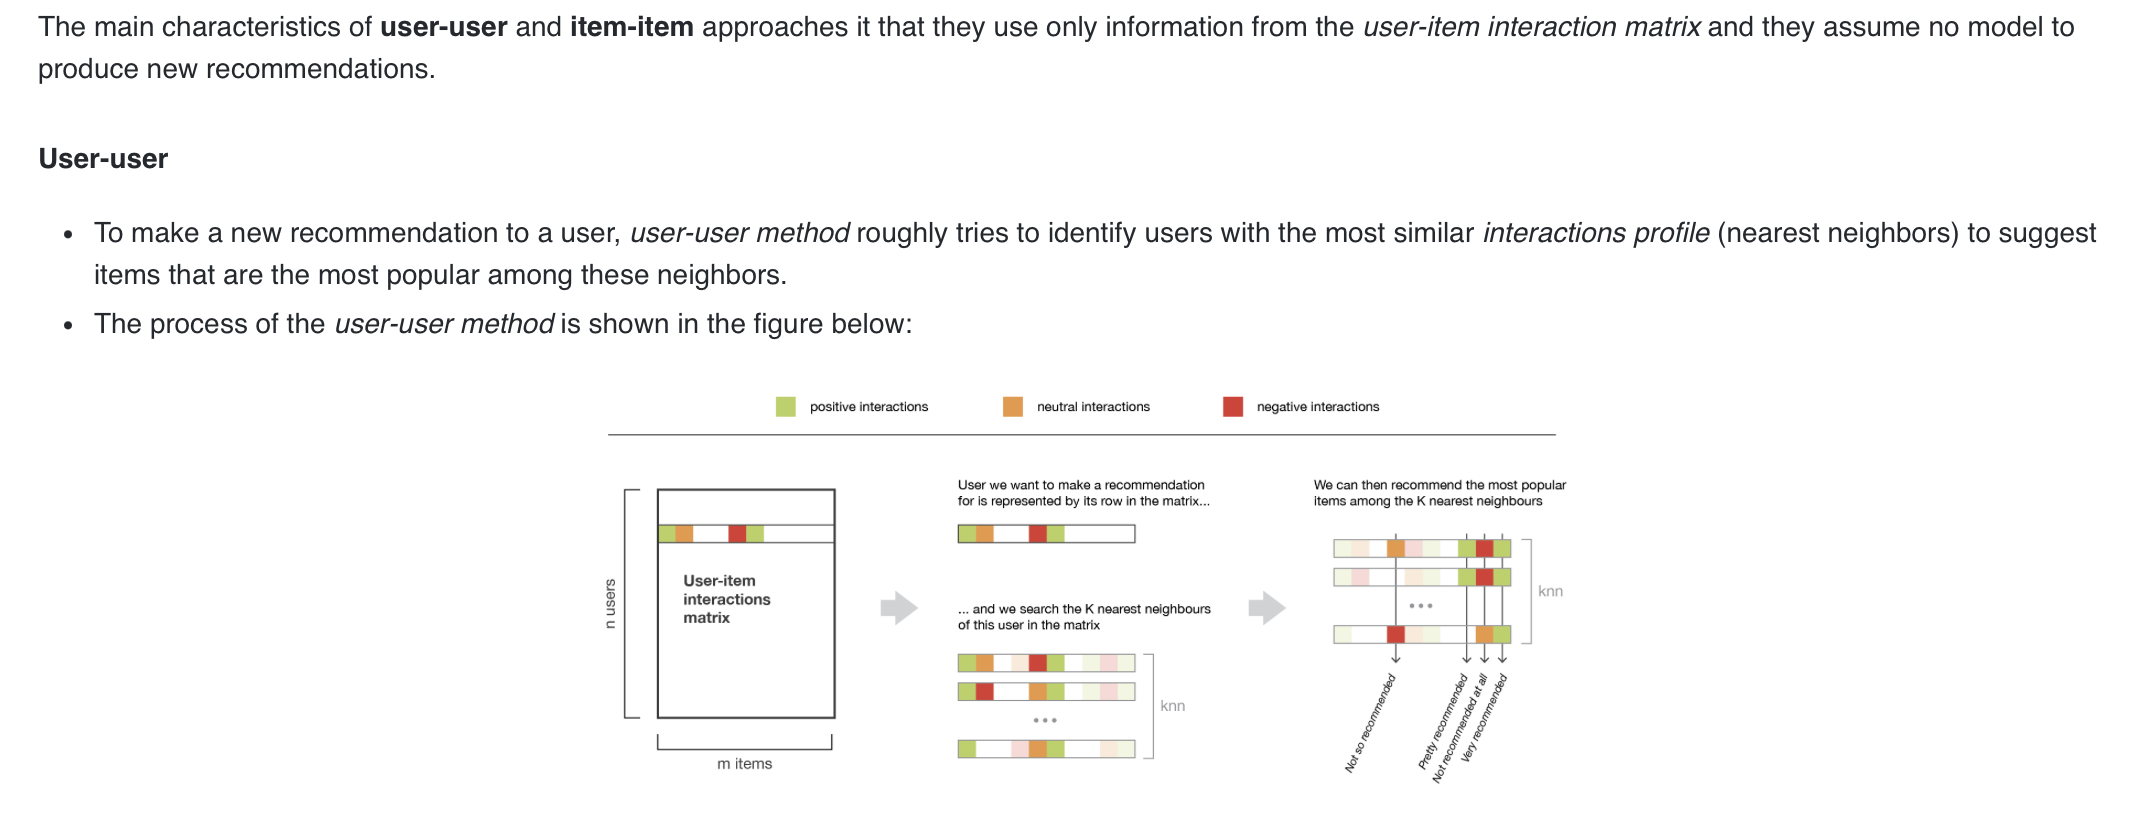 The main characteristics of user-user and item-item approaches it that they use only information from the user-item interaction matrix and they assume no model to
produce new recommendations.
User-user
To make a new recommendation to a user, user-user method roughly tries to identify users with the most similar interactions profile (nearest neighbors) to suggest
items that are the most popular among these neighbors.
The process of the user-user method is shown in the figure below:
positive interactions
neutral interactions
negative interactions
n users
User-item
interactions
matrix
m items
User we want to make a recommendation
for is represented by its row in the matrix...
... and we search the K nearest neighbours
of this user in the matrix
knn
We can then recommend the most popular
items among the K nearest neighbours
knn
Not so recommended
Pretty recommended
Not recommended at all
Very recommended